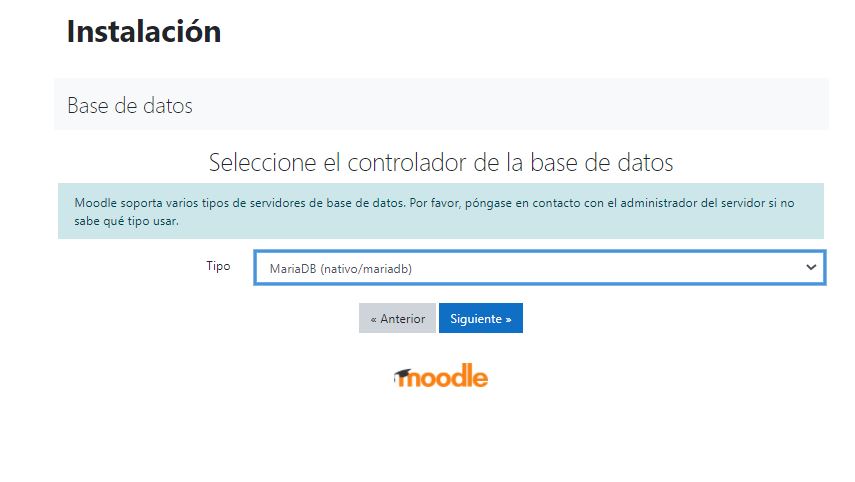 Instalación
Base de datos
Seleccione el controlador de la base de datos
Moodle soporta varios tipos de servidores de base de datos. Por favor, póngase en contacto con el administrador del servidor si no
sabe qué tipo usar.
Tipo
MariaDB (nativo/mariadb)
« Anterior
Siguiente »
moodle